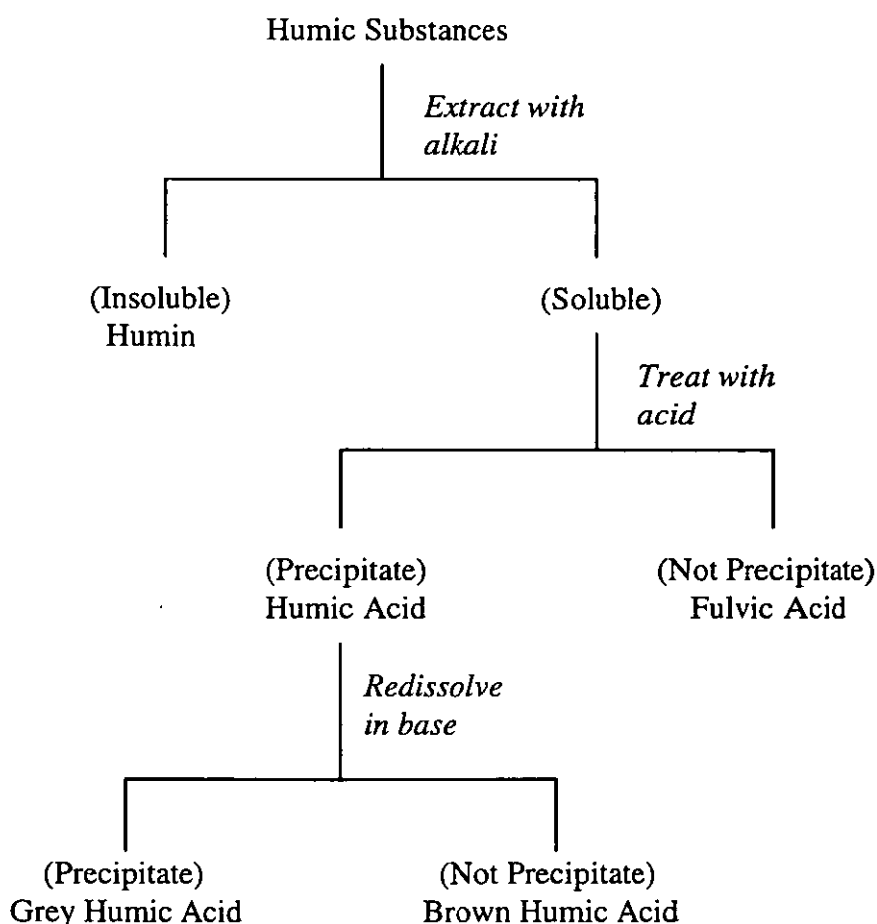 Humic Substances
Extract with
alkali
(Insoluble)
Humin
(Soluble)
Treat with
acid
(Precipitate)
Humic Acid
(Not Precipitate)
Fulvic Acid
Redissolve
in base
(Precipitate)
Grey Humic Acid
(Not Precipitate)
Brown Humic Acid